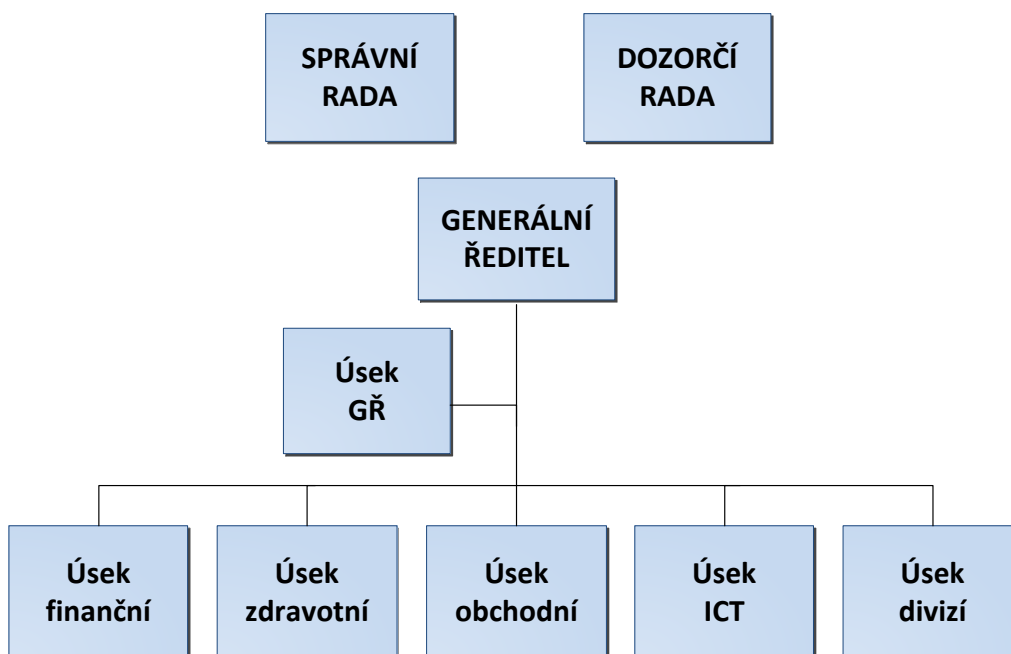 SPRÁVNÍ
RADA
DOZORČÍ
RADA
GENERÁLNÍ
ŘEDITEL
Úsek
GŘ
Úsek
finanční
Úsek
zdravotní
Úsek
obchodní
Úsek
ICT
Úsek
divizí